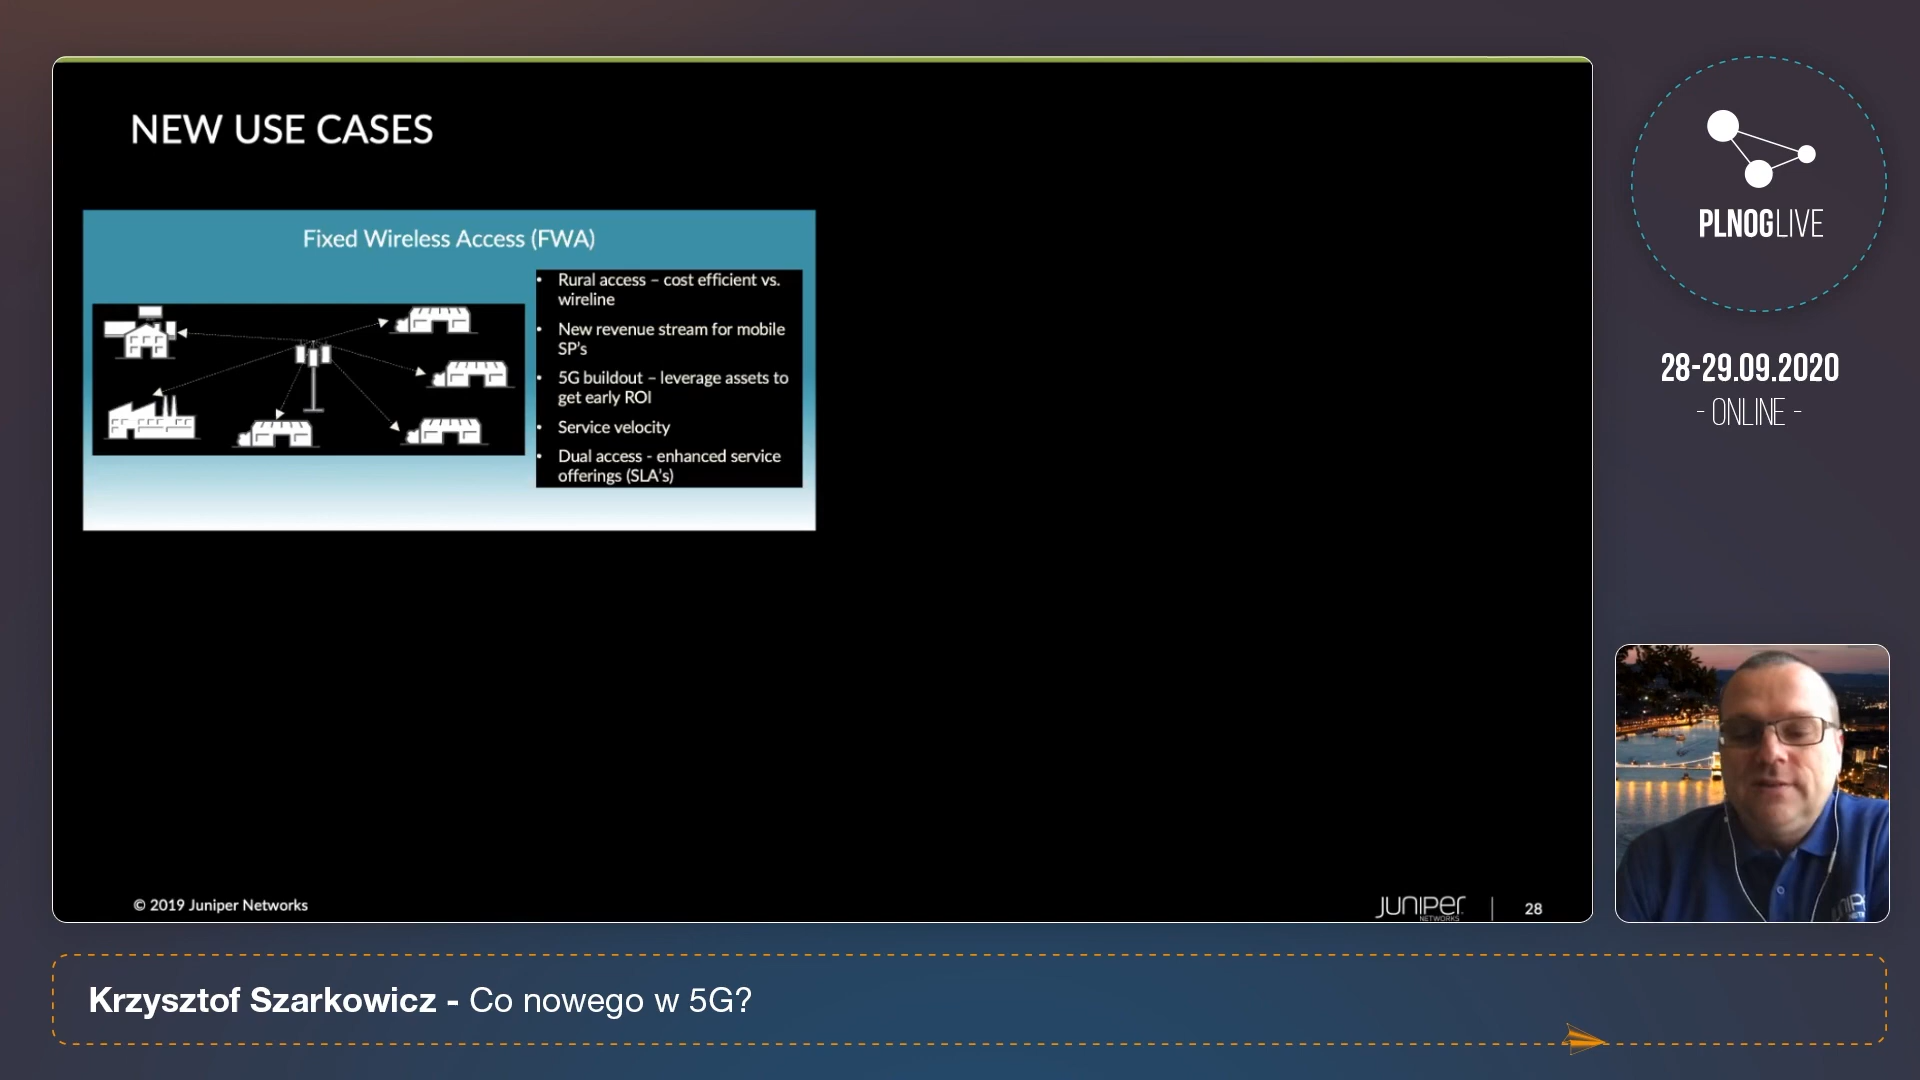 NEW USE CASES
Fixed Wireless Access (FWA)
• Rural access – cost efficient vs.
wireline
• New revenue stream for mobile
SP's
• 5G buildout – leverage assets to
get early ROI
• Service velocity
• Dual access - enhanced service
offerings (SLA's)
© 2019 Juniper Networks
JUNIPER
NETWORKS
28
PLNOGLIVE
28-29.09.2020
- ONLINE -
Krzysztof Szarkowicz - Co nowego w 5G?